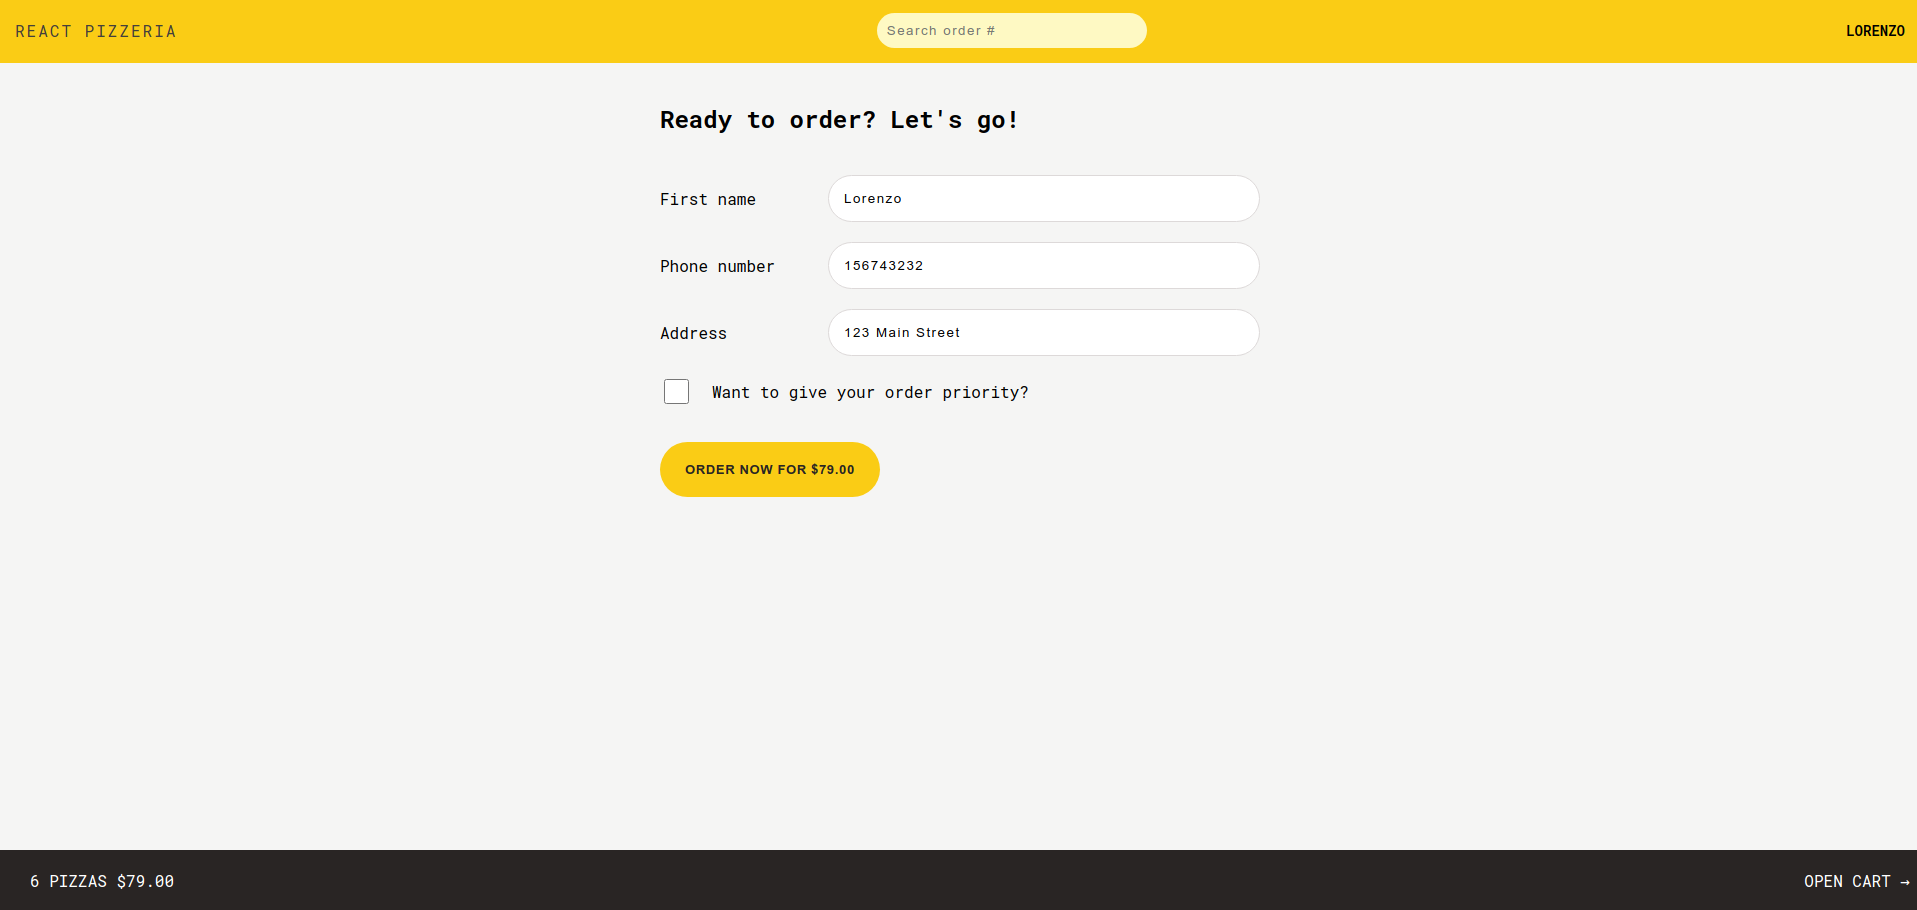 REACT PIZZERIA
Search order #
LORENZO
Ready to order? Let's go!
First name
Lorenzo
Phone number
156743232
Address
123 Main Street
Want to give your order priority?
ORDER NOW FOR $79.00
6 PIZZAS $79.00
OPEN CART →